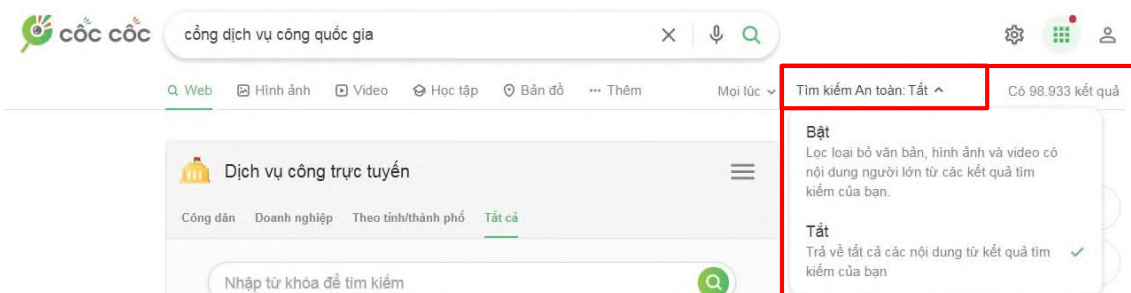 cốc cốc
cổng dịch vụ công quốc gia
Web Hình ảnh Video Học tập Bản đồ Thêm Mọi lúc Tìm kiếm An toàn: Tắt Có 98.933 kết quả
Bật
Lọc loại bỏ văn bản, hình ảnh và video có
nội dung người lớn từ các kết quả tìm
kiếm của bạn.
Tắt
Trả về tất cả các nội dung từ kết quả tìm
kiếm của bạn
Dịch vụ công trực tuyến
Công dân Doanh nghiệp Theo tỉnh/thành phố Tất cả
Nhập từ khóa để tìm kiếm